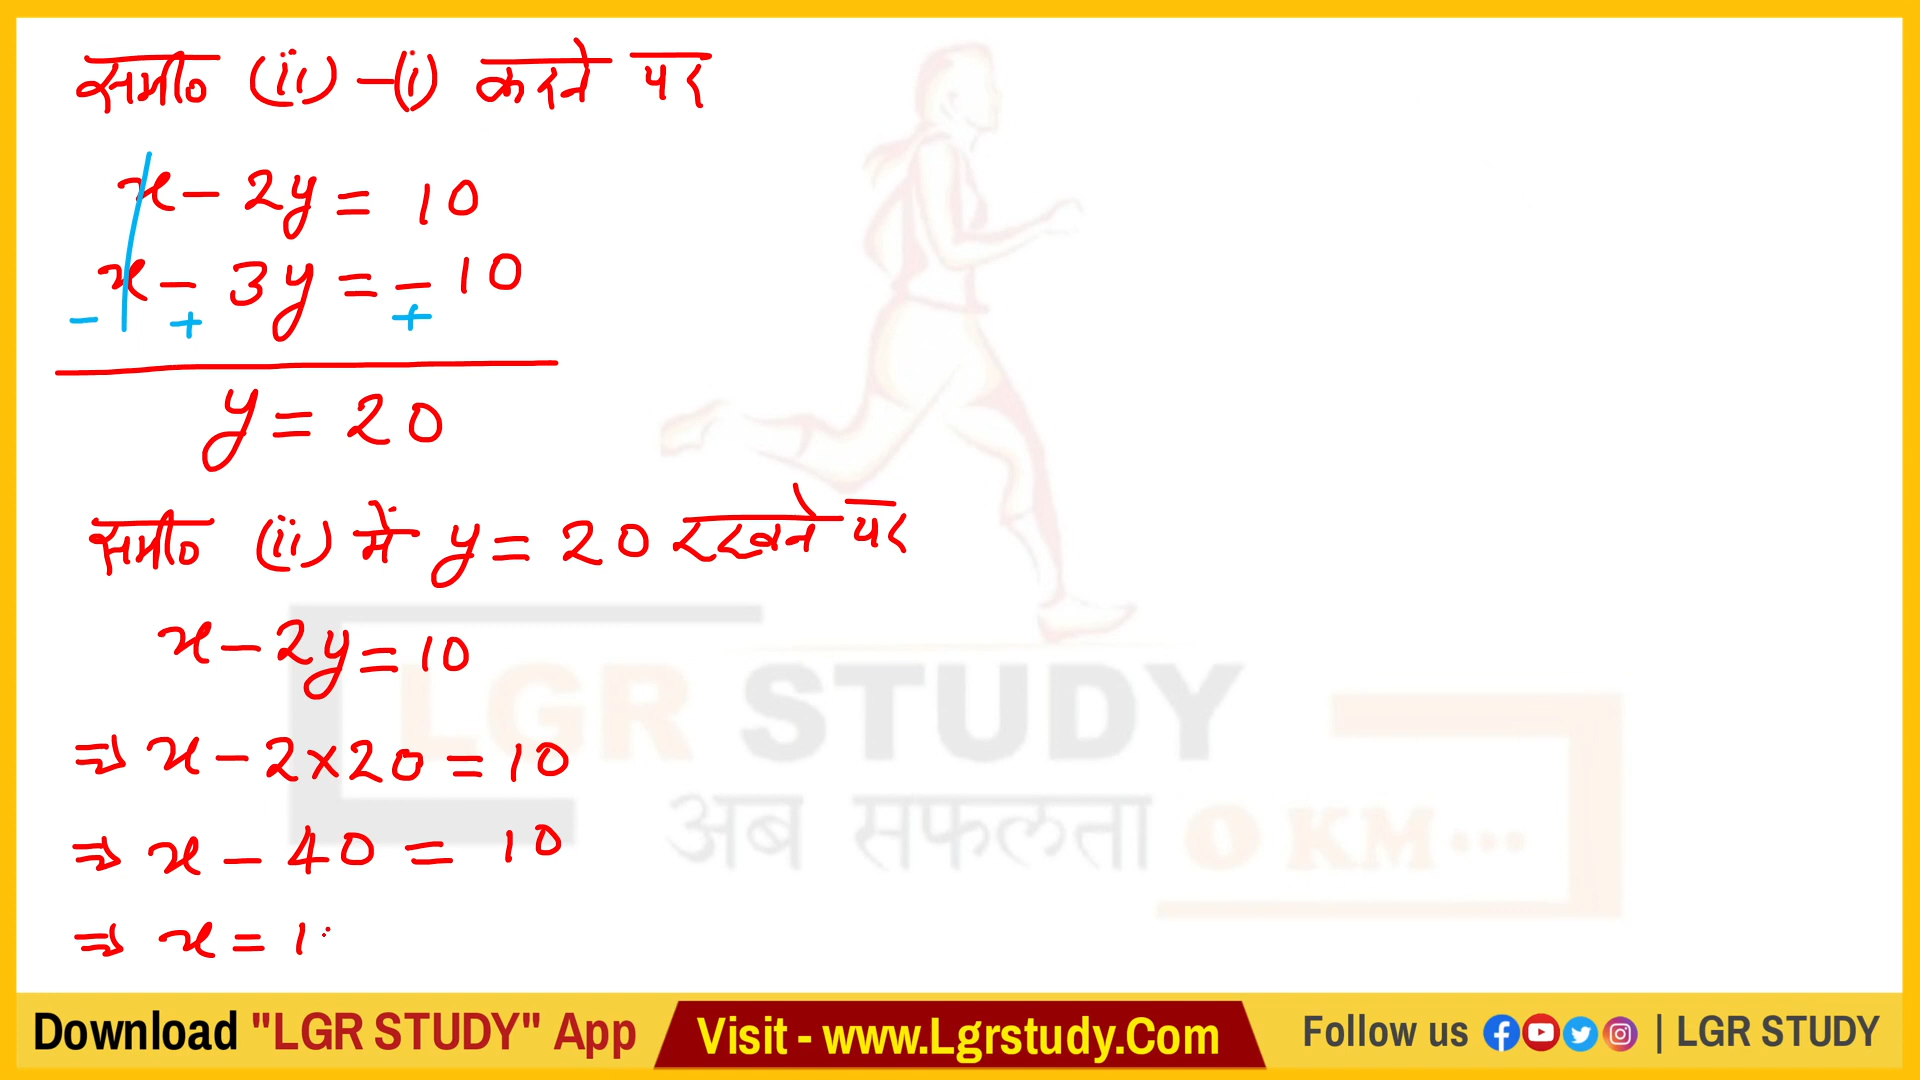 समी० (ii) - (i) करने पर
x - 2y = 10
x - 3y = - 10
- + +
y = 20
समी० (ii) में y = 20 रखने पर
x - 2y = 10
⇒ x - 2 × 20 = 10
⇒ x - 40 = 10
⇒ x = 1
LGR STUDY
अब सफलता 0 KM...
Download "LGR STUDY" App
Visit - www.Lgrstudy.Com
Follow us | LGR STUDY